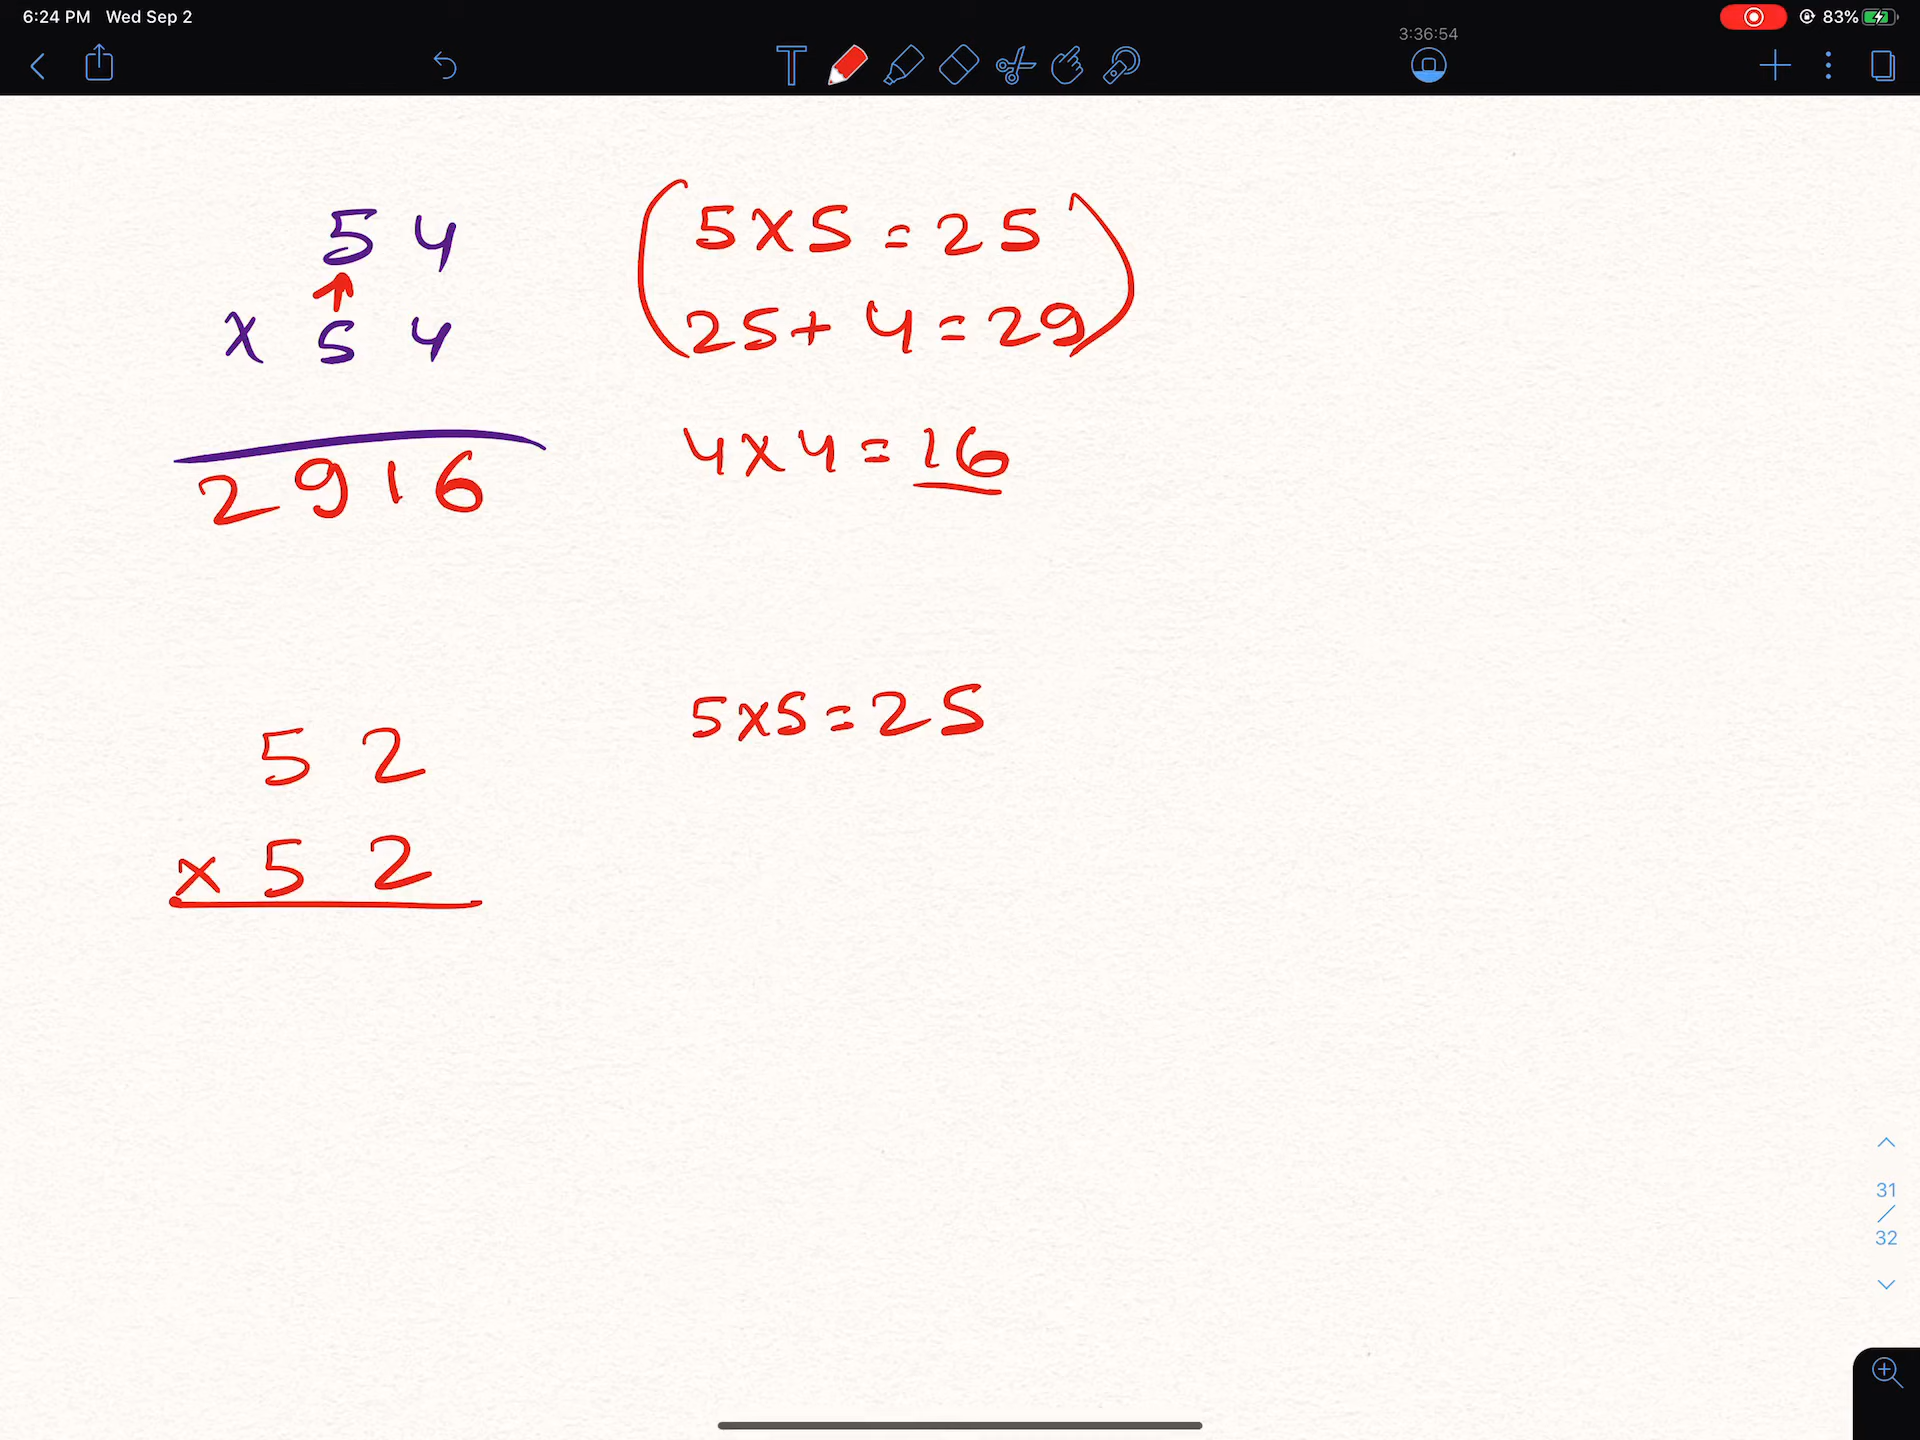 6:24 PM Wed Sep 2
83%
3:36:54
T
54
x 54
2916
(5x5=25
25+4=29)
4x4=16
52
x 52
5x5=25
31
/
32